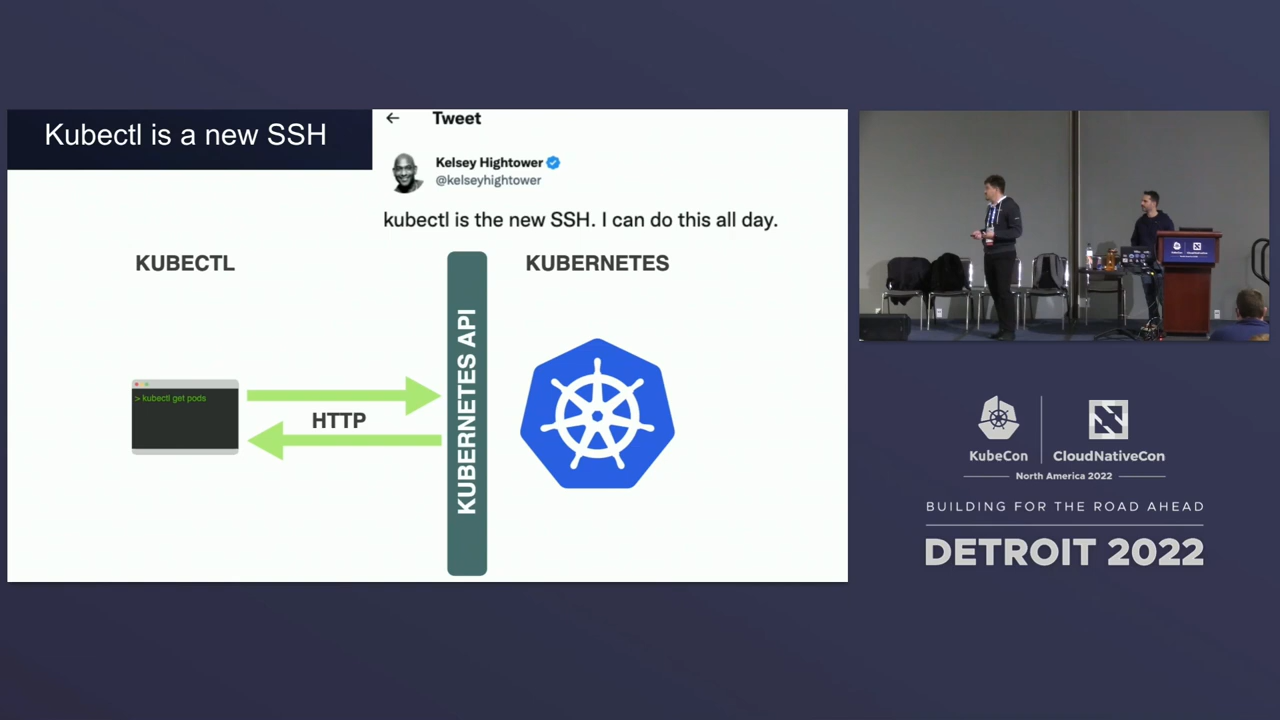 Kubectl is a new SSH
Tweet
Kelsey Hightower
@kelseyhightower
kubectl is the new SSH. I can do this all day.
KUBECTL
KUBERNETES
KUBERNETES API
> kubectl get pods
HTTP
KubeCon
CloudNativeCon
North America 2022
BUILDING FOR THE ROAD AHEAD
DETROIT 2022